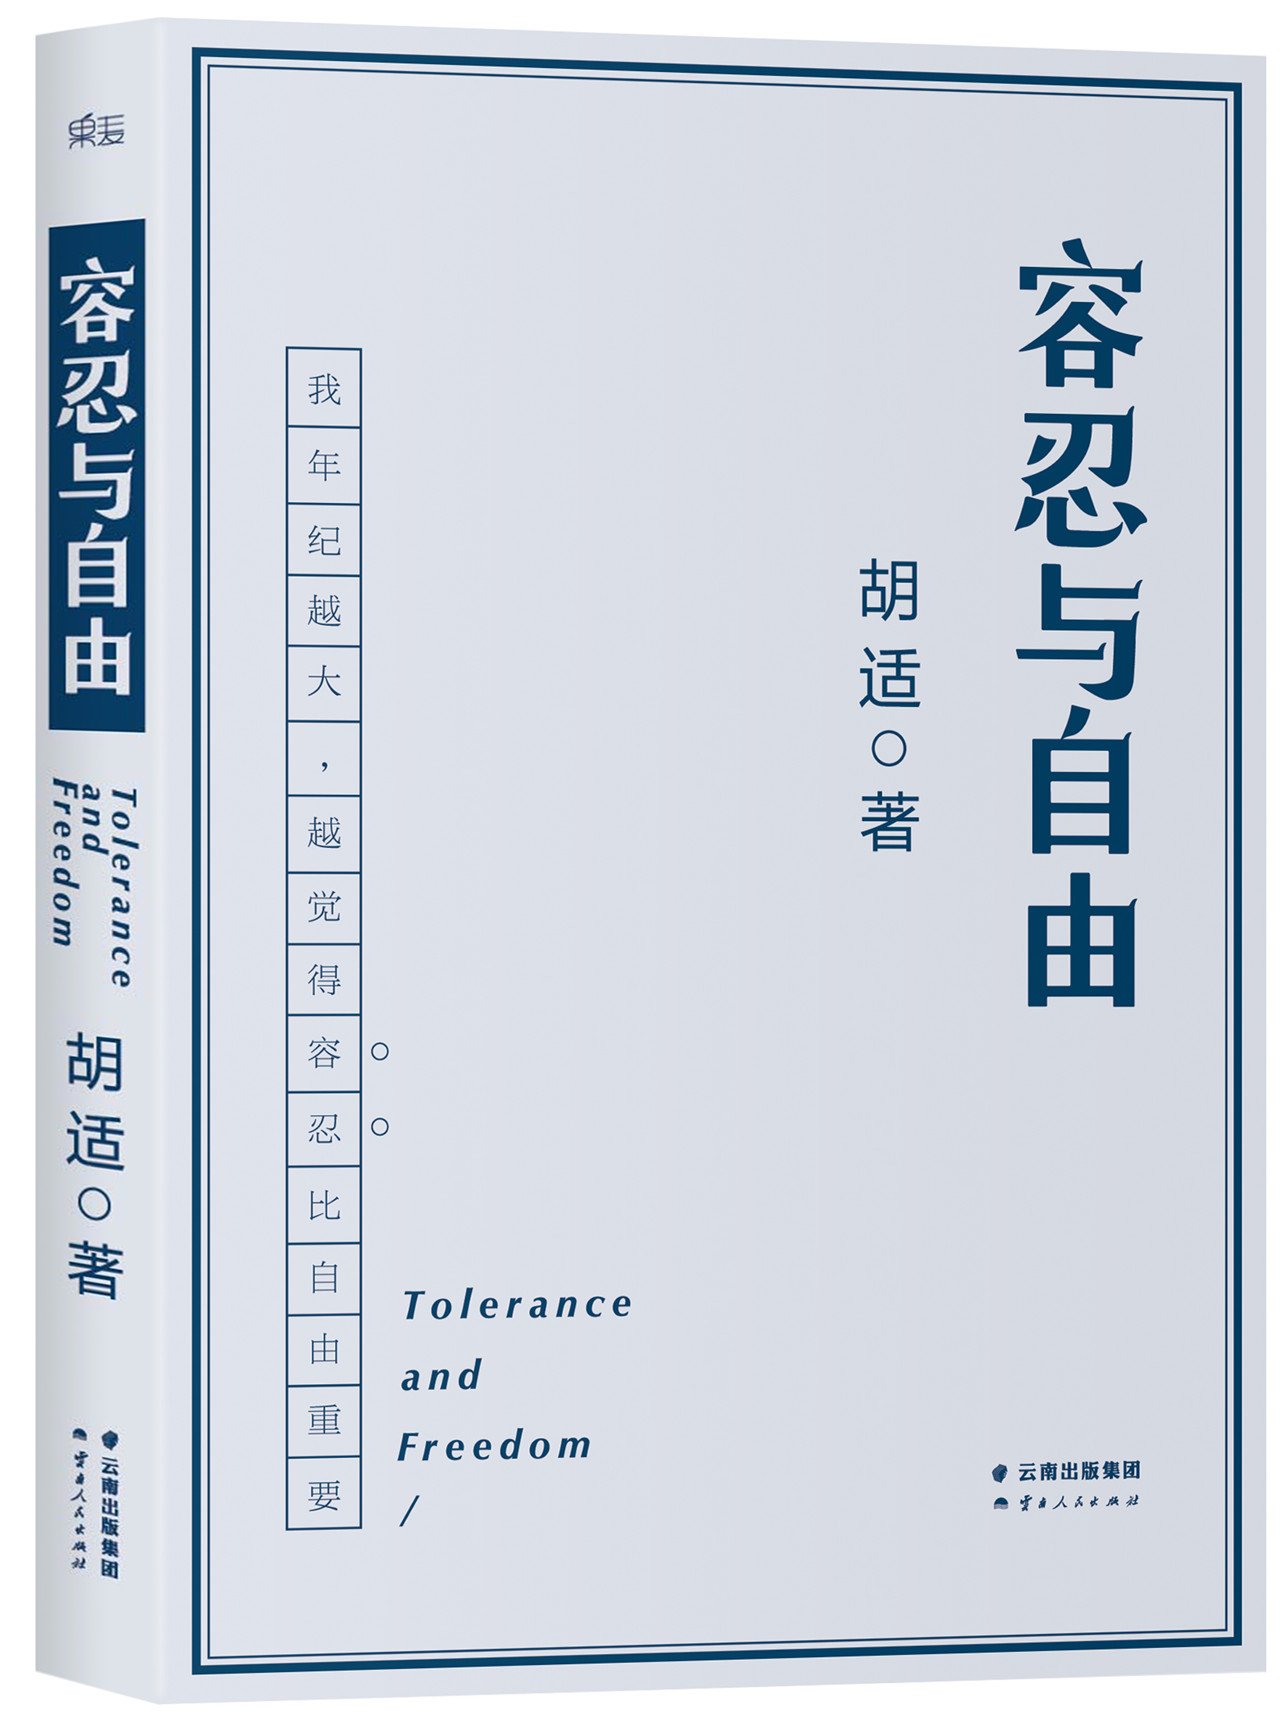 果麦
容忍与自由
Tolerance
and
Freedom
胡适○著
云南出版集团
雲南人民出版社
容忍与自由
胡适○著
我年纪越大，越觉得容忍比自由重要
Tolerance
and
Freedom
/
云南出版集团
雲南人民出版社